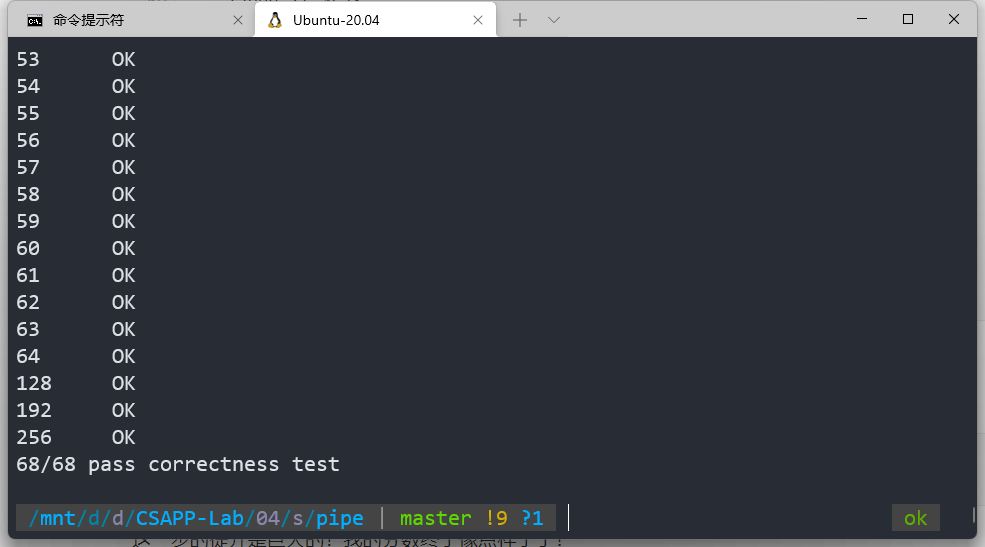 命令提示符
Ubuntu-20.04
53 OK
54 OK
55 OK
56 OK
57 OK
58 OK
59 OK
60 OK
61 OK
62 OK
63 OK
64 OK
128 OK
192 OK
256 OK
68/68 pass correctness test
/mnt/d/d/CSAPP-Lab/04/s/pipe | master !9 ?1
ok